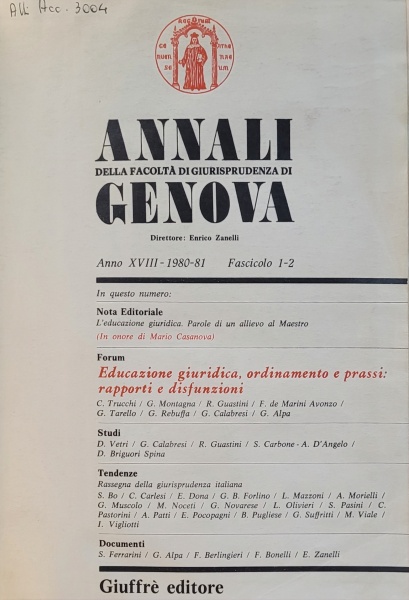 All. Acc. 3004
ANNALI
DELLA FACOLTÀ DI GIURISPRUDENZA DI
GENOVA
Direttore: Enrico Zanelli
Anno XVIII - 1980-81 Fascicolo 1-2
In questo numero:
Nota Editoriale
L'educazione giuridica. Parole di un allievo al Maestro
(In onore di Mario Casanova)
Forum
Educazione giuridica, ordinamento e prassi:
rapporti e disfunzioni
C. Trucchi / G. Montagna / R. Guastini / F. de Marini Avonzo /
G. Tarello / G. Rebuffa / G. Calabresi / G. Alpa
Studi
D. Vetri / G. Calabresi / R. Guastini / S. Carbone - A. D'Angelo /
D. Briguori Spina
Tendenze
Rassegna della giurisprudenza italiana
S. Bo / C. Carlesi / E. Dona / G. B. Forlino / L. Mazzoni / A. Morielli /
G. Muscolo / M. Noceti / G. Novarese / L. Olivieri / S. Pasini / C.
Pastorini / A. Patti / E. Pocopagni / B. Pugliese / G. Suffritti / M. Viale /
I. Vigliotti
Documenti
S. Ferrarini / G. Alpa / F. Berlingieri / F. Bonelli / E. Zanelli
Giuffrè editore